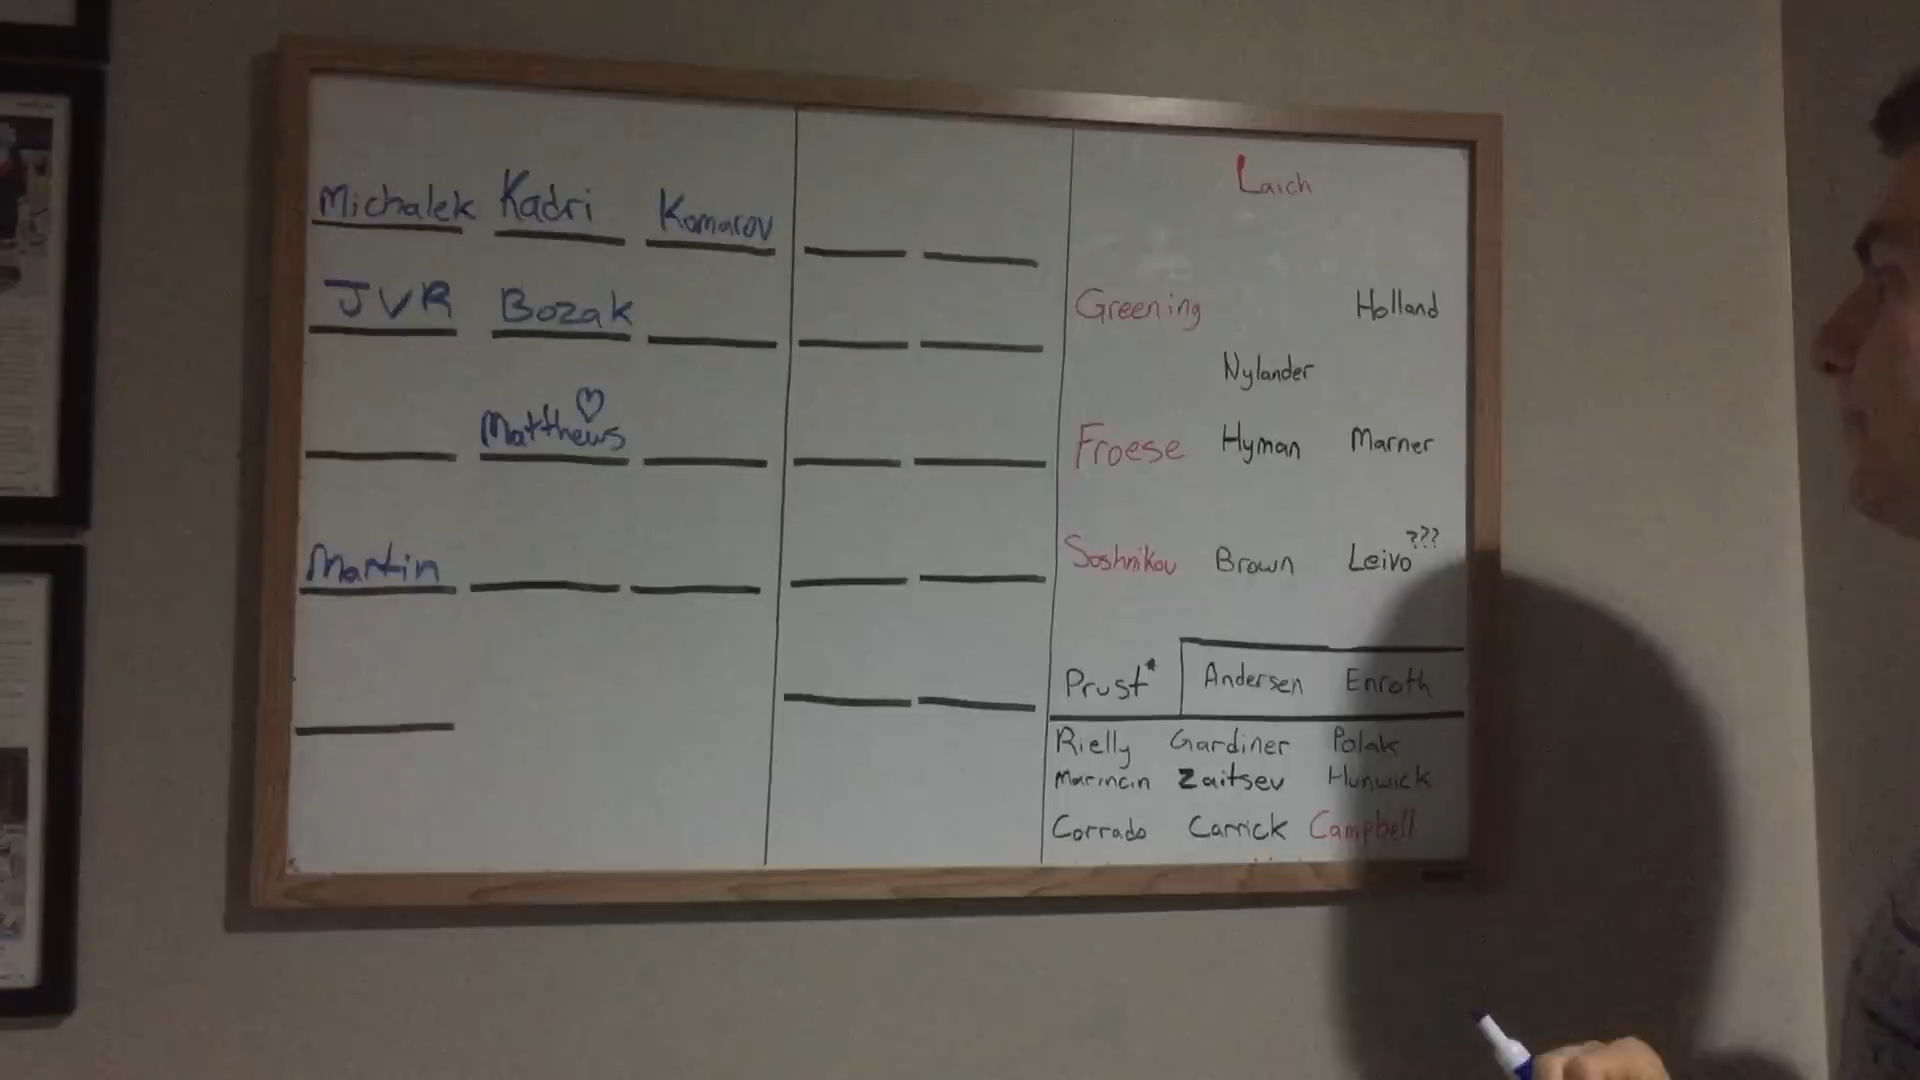 Michalek Kadri Komarov
JVR Bozak
Matthews
Martin
Laich
Greening Holland
Nylander
Froese Hyman Marner
Soshnikov Brown Leivo ???
Prust* Andersen Enroth
Rielly Gardiner Polak
Marincin Zaitsev Hunwick
Corrado Carrick Campbell